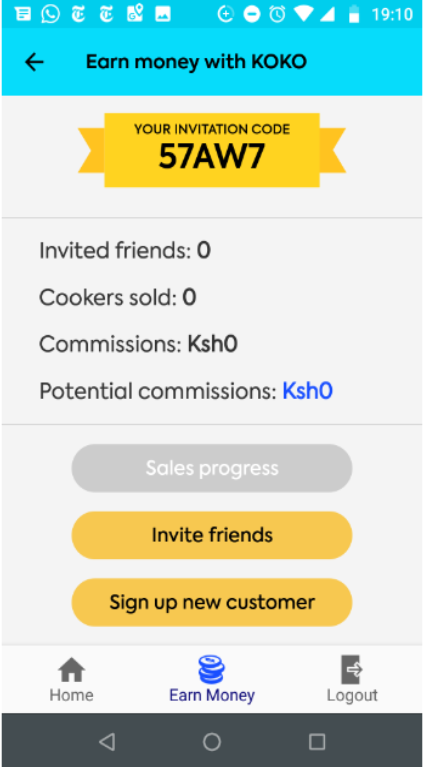 19:10
Earn money with KOKO
YOUR INVITATION CODE
57AW7
Invited friends: 0
Cookers sold: 0
Commissions: Ksh0
Potential commissions: Ksh0
Sales progress
Invite friends
Sign up new customer
Home
Earn Money
Logout